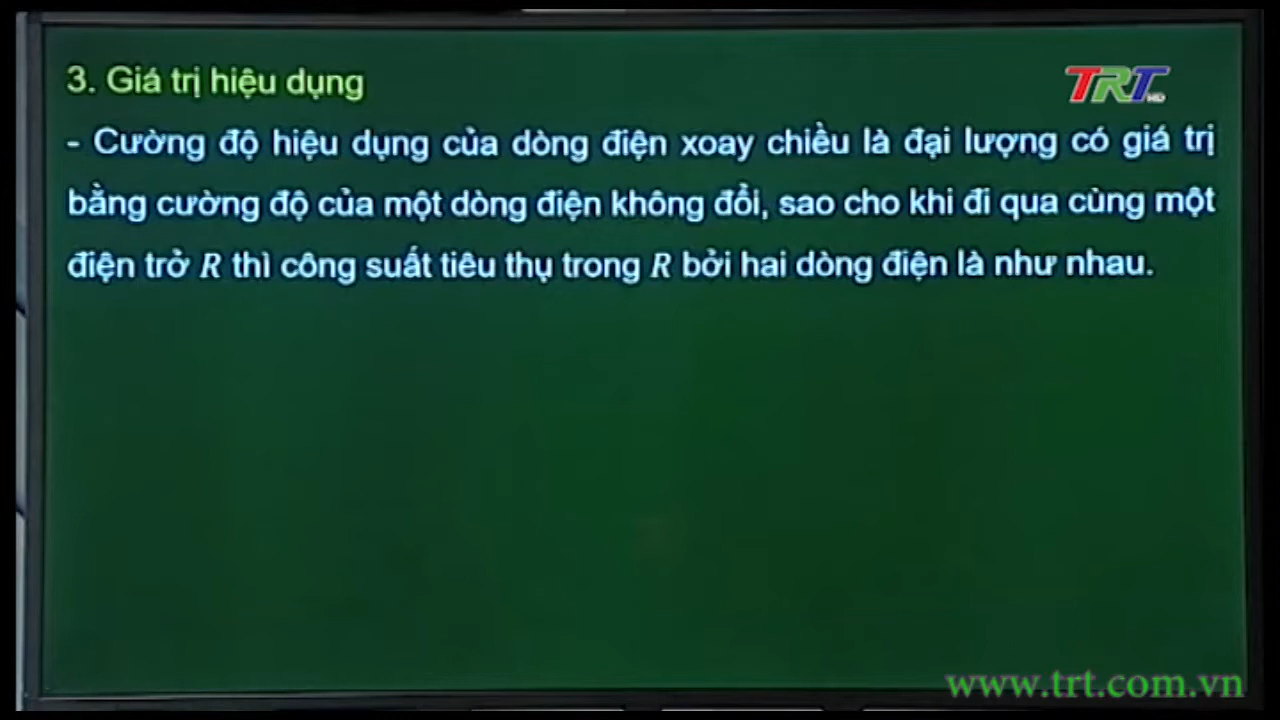 3. Giá trị hiệu dụng
TRT HD
- Cường độ hiệu dụng của dòng điện xoay chiều là đại lượng có giá trị
bằng cường độ của một dòng điện không đổi, sao cho khi đi qua cùng một
điện trở R thì công suất tiêu thụ trong R bởi hai dòng điện là như nhau.
www.trt.com.vn